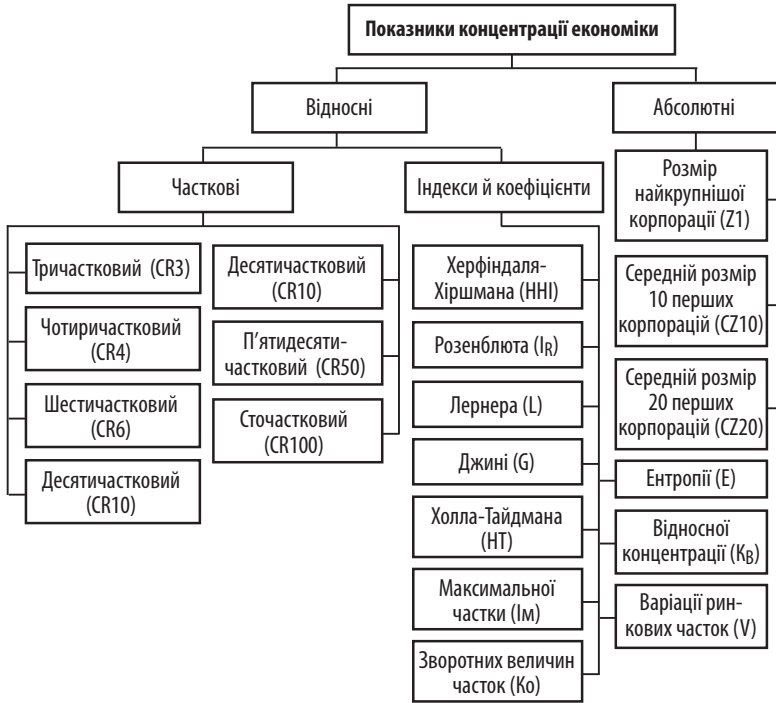 Показники концентрації економіки
Відносні
Абсолютні
Часткові
Індекси й коефіцієнти
Тричастковий (CR3)
Чотиричастковий
(CR4)
Шестичастковий
(CR6)
Десятичастковий
(CR10)
Десятичастковий
(CR10)
П’ятидесяти-
частковий (CR50)
Сточастковий
(CR100)
Херфіндаля-
Хіршмана (HHI)
Розенблюта (IR)
Лернера (L)
Джині (G)
Холла-Тайдмана
(HT)
Максимальної
частки (Iм)
Зворотних величин
часток (Ко)
Розмір
найкрупнішої
корпорації (Z1)
Середній розмір
10 перших
корпорацій (CZ10)
Середній розмір
20 перших
корпорацій (CZ20)
Ентропії (E)
Відносної
концентрації (KB)
Варіації рин-
кових часток (V)